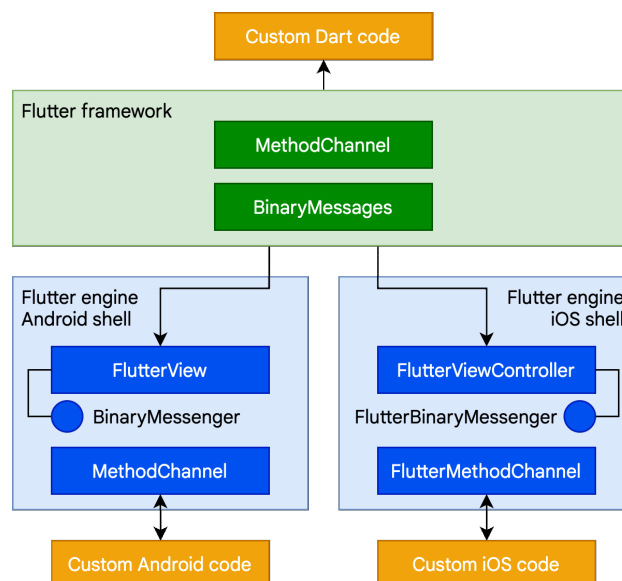 Custom Dart code
Flutter framework
MethodChannel
BinaryMessages
Flutter engine
Android shell
FlutterView
BinaryMessenger
MethodChannel
Custom Android code
Flutter engine
iOS shell
FlutterViewController
FlutterBinaryMessenger
FlutterMethodChannel
Custom iOS code